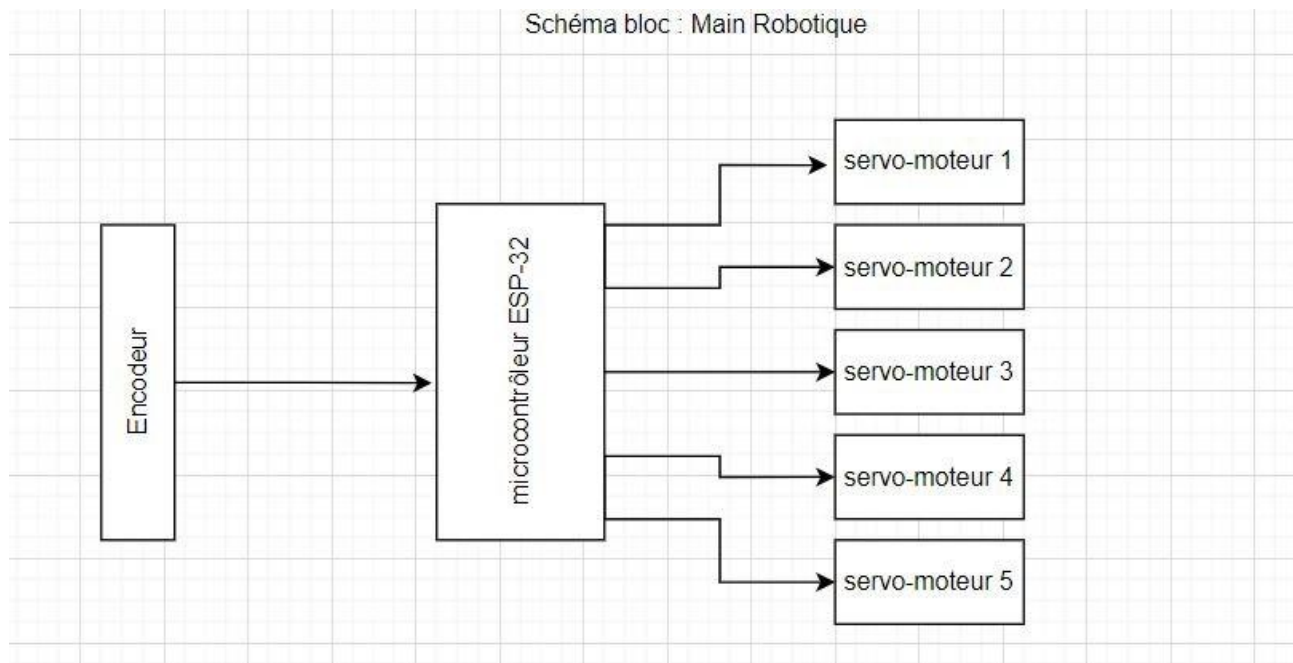 Schéma bloc : Main Robotique
Encodeur
microcontrôleur ESP-32
servo-moteur 1
servo-moteur 2
servo-moteur 3
servo-moteur 4
servo-moteur 5